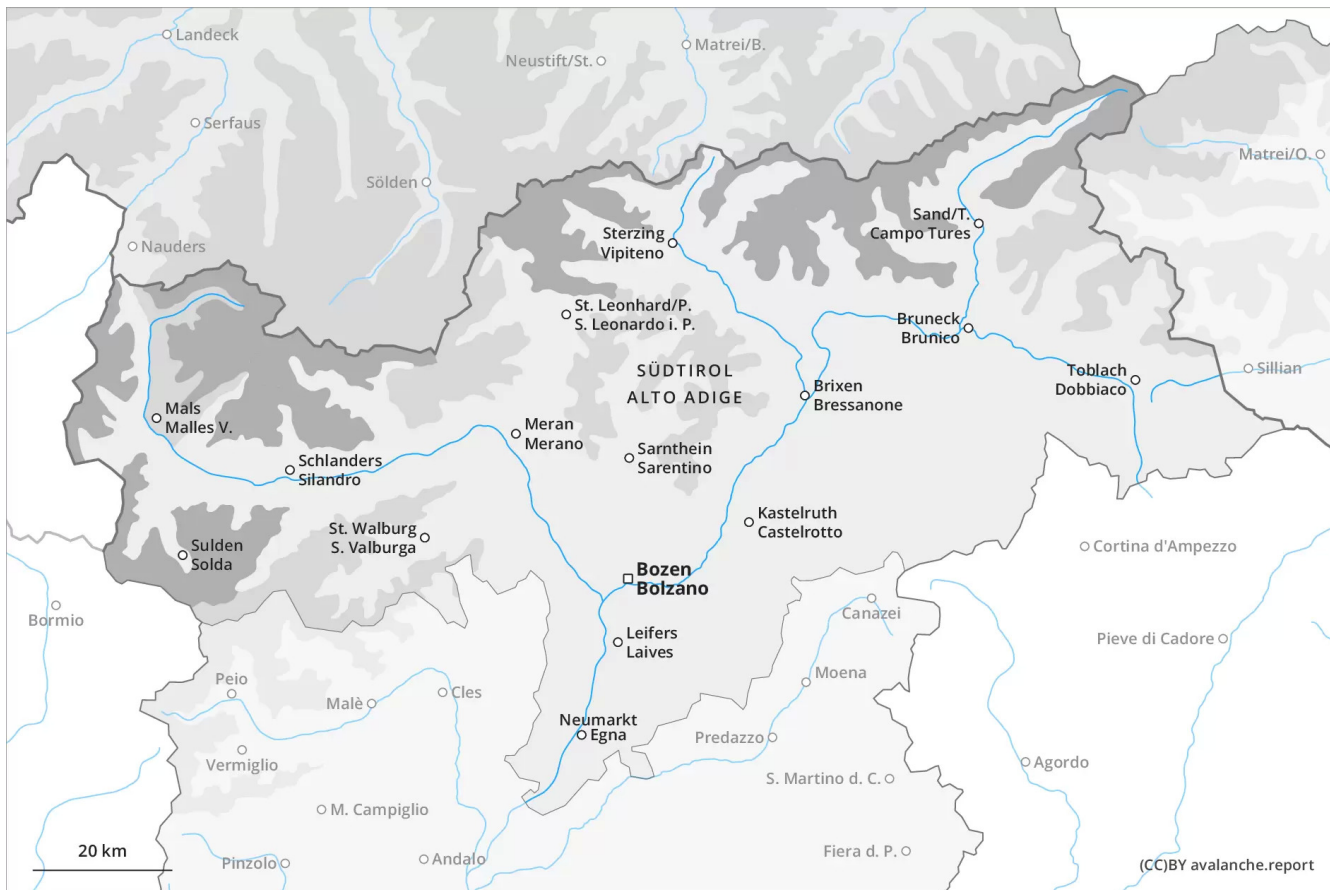 Landeck
Matrei/B.
Neustift/St.
Serfaus
Matrei/O.
Sölden
Sand/T.
Campo Tures
Sterzing
Vipiteno
Nauders
St. Leonhard/P.
S. Leonardo i. P.
Bruneck
Brunico
SÜDTIROL
ALTO ADIGE
Toblach
Dobbiaco
Sillian
Brixen
Bressanone
Mals
Malles V.
Meran
Merano
Sarnthein
Sarentino
Schlanders
Silandro
Kastelruth
Castelrotto
St. Walburg
S. Valburga
Sulden
Solda
Cortina d'Ampezzo
Bozen
Bolzano
Bormio
Canazei
Leifers
Laives
Pieve di Cadore
Peio
Moena
Malè
Cles
Neumarkt
Egna
Predazzo
Vermiglio
Agordo
S. Martino d. C.
M. Campiglio
20 km
Pinzolo
Andalo
Fiera d. P.
(CC)BY avalanche.report